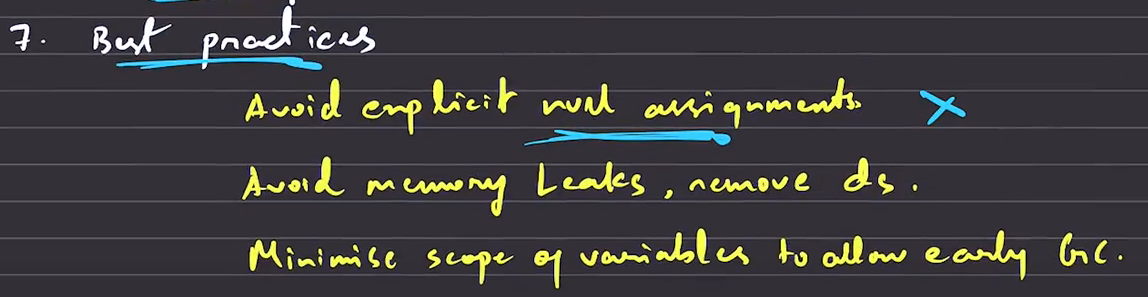 7. Best practices
Avoid explicit null assignments.
Avoid memory Leaks, remove ds.
Minimise scope of variables to allow early GC.